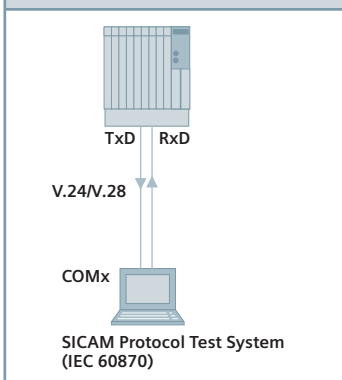 TxD RxD
V.24/V.28
COMx
SICAM Protocol Test System
(IEC 60870)